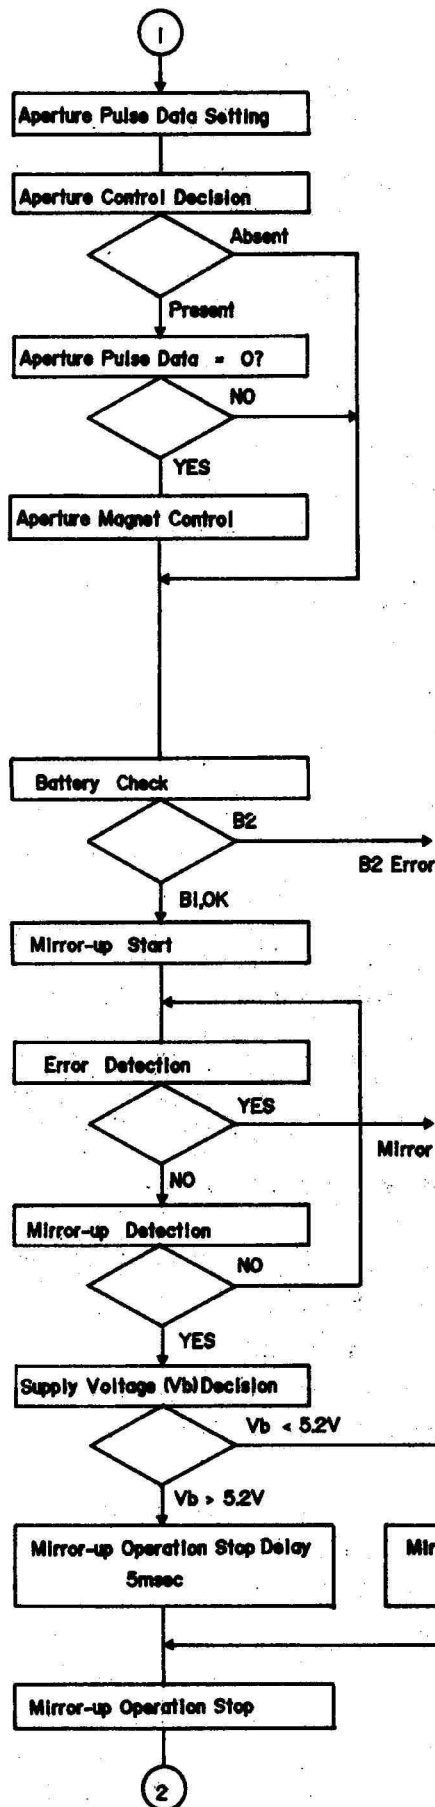 1
Aperture Pulse Data Setting
Aperture Control Decision
Absent
Present
Aperture Pulse Data = 0?
NO
YES
Aperture Magnet Control
Battery Check
B2
B2 Error
B1,OK
Mirror-up Start
Error Detection
YES
Mirror
NO
Mirror-up Detection
NO
YES
Supply Voltage (Vb) Decision
Vb < 5.2V
Vb > 5.2V
Mirror-up Operation Stop Delay
5msec
Mirror-up Operation Stop
2